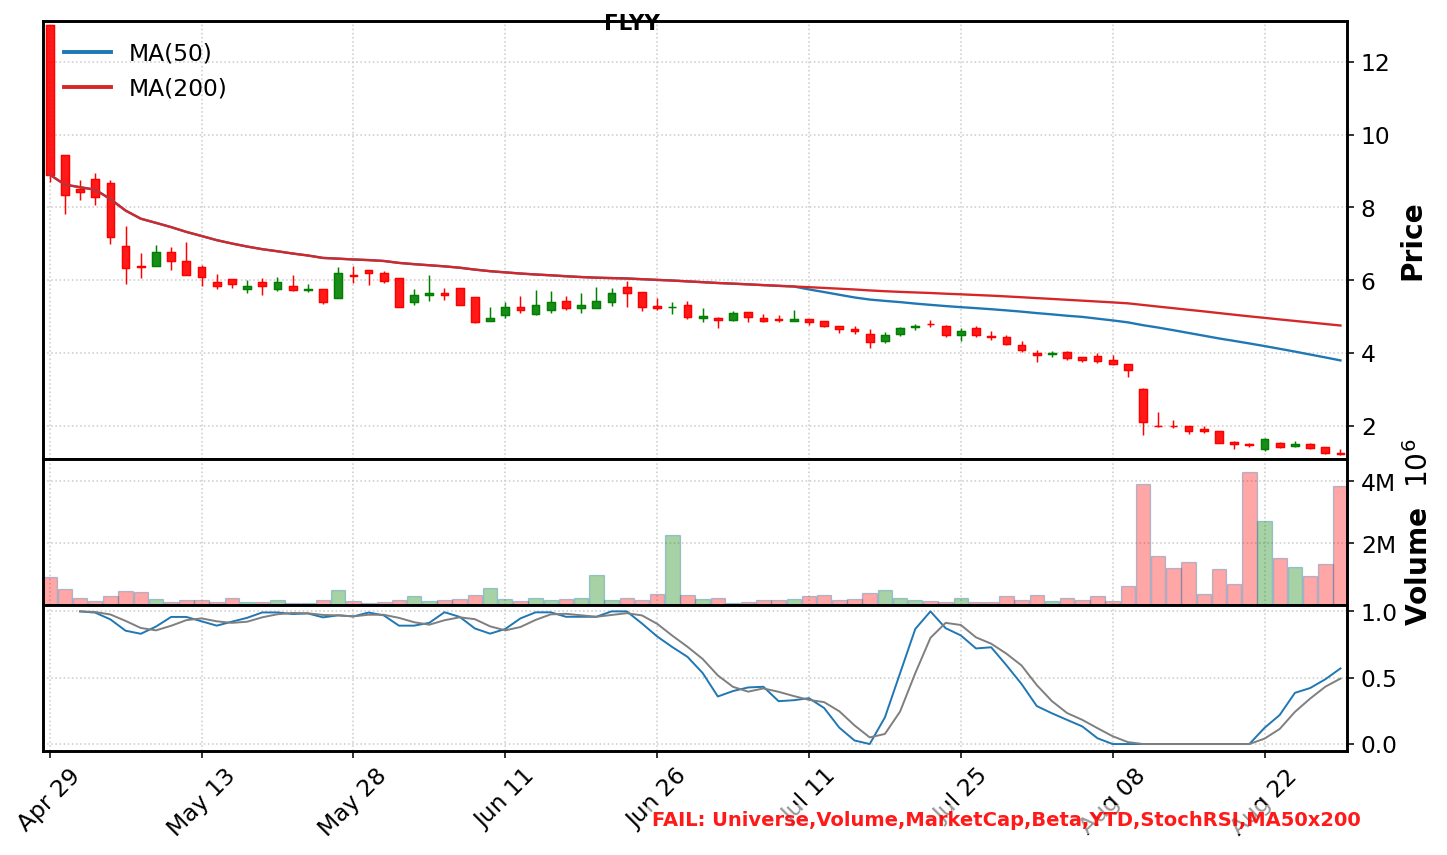 FLYY
MA(50)
MA(200)
12
10
8
6
4
2
Price
4M
2M
Volume 10^6
1.0
0.5
0.0
Apr 29
May 13
May 28
Jun 11
Jun 26
Jul 11
Jul 25
Aug 08
Aug 22
FAIL: Universe,Volume,MarketCap,Beta,YTD,StochRSI,MA50x200